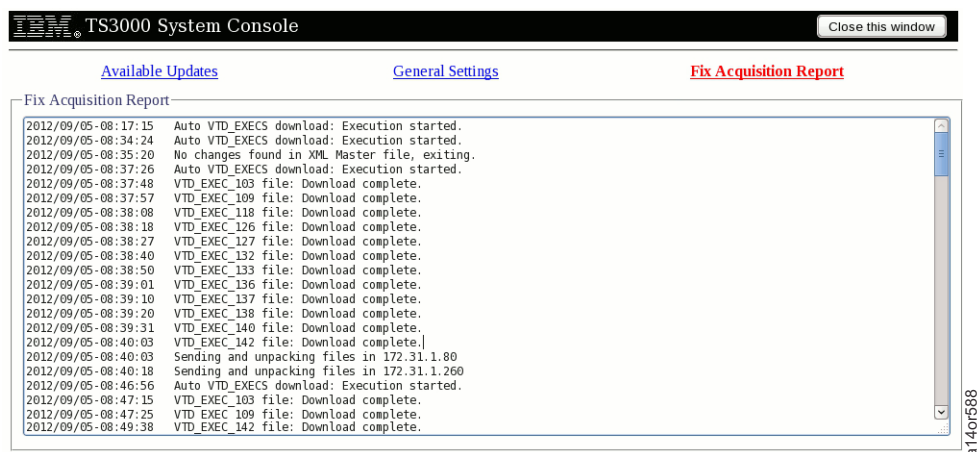 IBM® TS3000 System Console
Close this window
Available Updates
General Settings
Fix Acquisition Report
Fix Acquisition Report
2012/09/05-08:17:15 Auto VTD_EXECS download: Execution started.
2012/09/05-08:34:24 Auto VTD_EXECS download: Execution started.
2012/09/05-08:35:20 No changes found in XML Master file, exiting.
2012/09/05-08:37:26 Auto VTD_EXECS download: Execution started.
2012/09/05-08:37:48 VTD_EXEC_103 file: Download complete.
2012/09/05-08:37:57 VTD_EXEC_109 file: Download complete.
2012/09/05-08:38:08 VTD_EXEC_118 file: Download complete.
2012/09/05-08:38:18 VTD_EXEC_126 file: Download complete.
2012/09/05-08:38:27 VTD_EXEC_127 file: Download complete.
2012/09/05-08:38:40 VTD_EXEC_132 file: Download complete.
2012/09/05-08:38:50 VTD_EXEC_133 file: Download complete.
2012/09/05-08:39:01 VTD_EXEC_136 file: Download complete.
2012/09/05-08:39:10 VTD_EXEC_137 file: Download complete.
2012/09/05-08:39:20 VTD_EXEC_138 file: Download complete.
2012/09/05-08:39:31 VTD_EXEC_140 file: Download complete.
2012/09/05-08:40:03 VTD_EXEC_142 file: Download complete.
2012/09/05-08:40:03 Sending and unpacking files in 172.31.1.80
2012/09/05-08:40:18 Sending and unpacking files in 172.31.1.260
2012/09/05-08:46:56 Auto VTD_EXECS download: Execution started.
2012/09/05-08:47:15 VTD_EXEC_103 file: Download complete.
2012/09/05-08:47:25 VTD_EXEC_109 file: Download complete.
2012/09/05-08:49:38 VTD_EXEC_142 file: Download complete.
a14or588